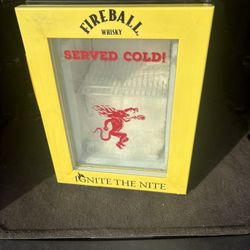 FIREBALL
WHISKY
SERVED COLD!
IGNITE THE NITE